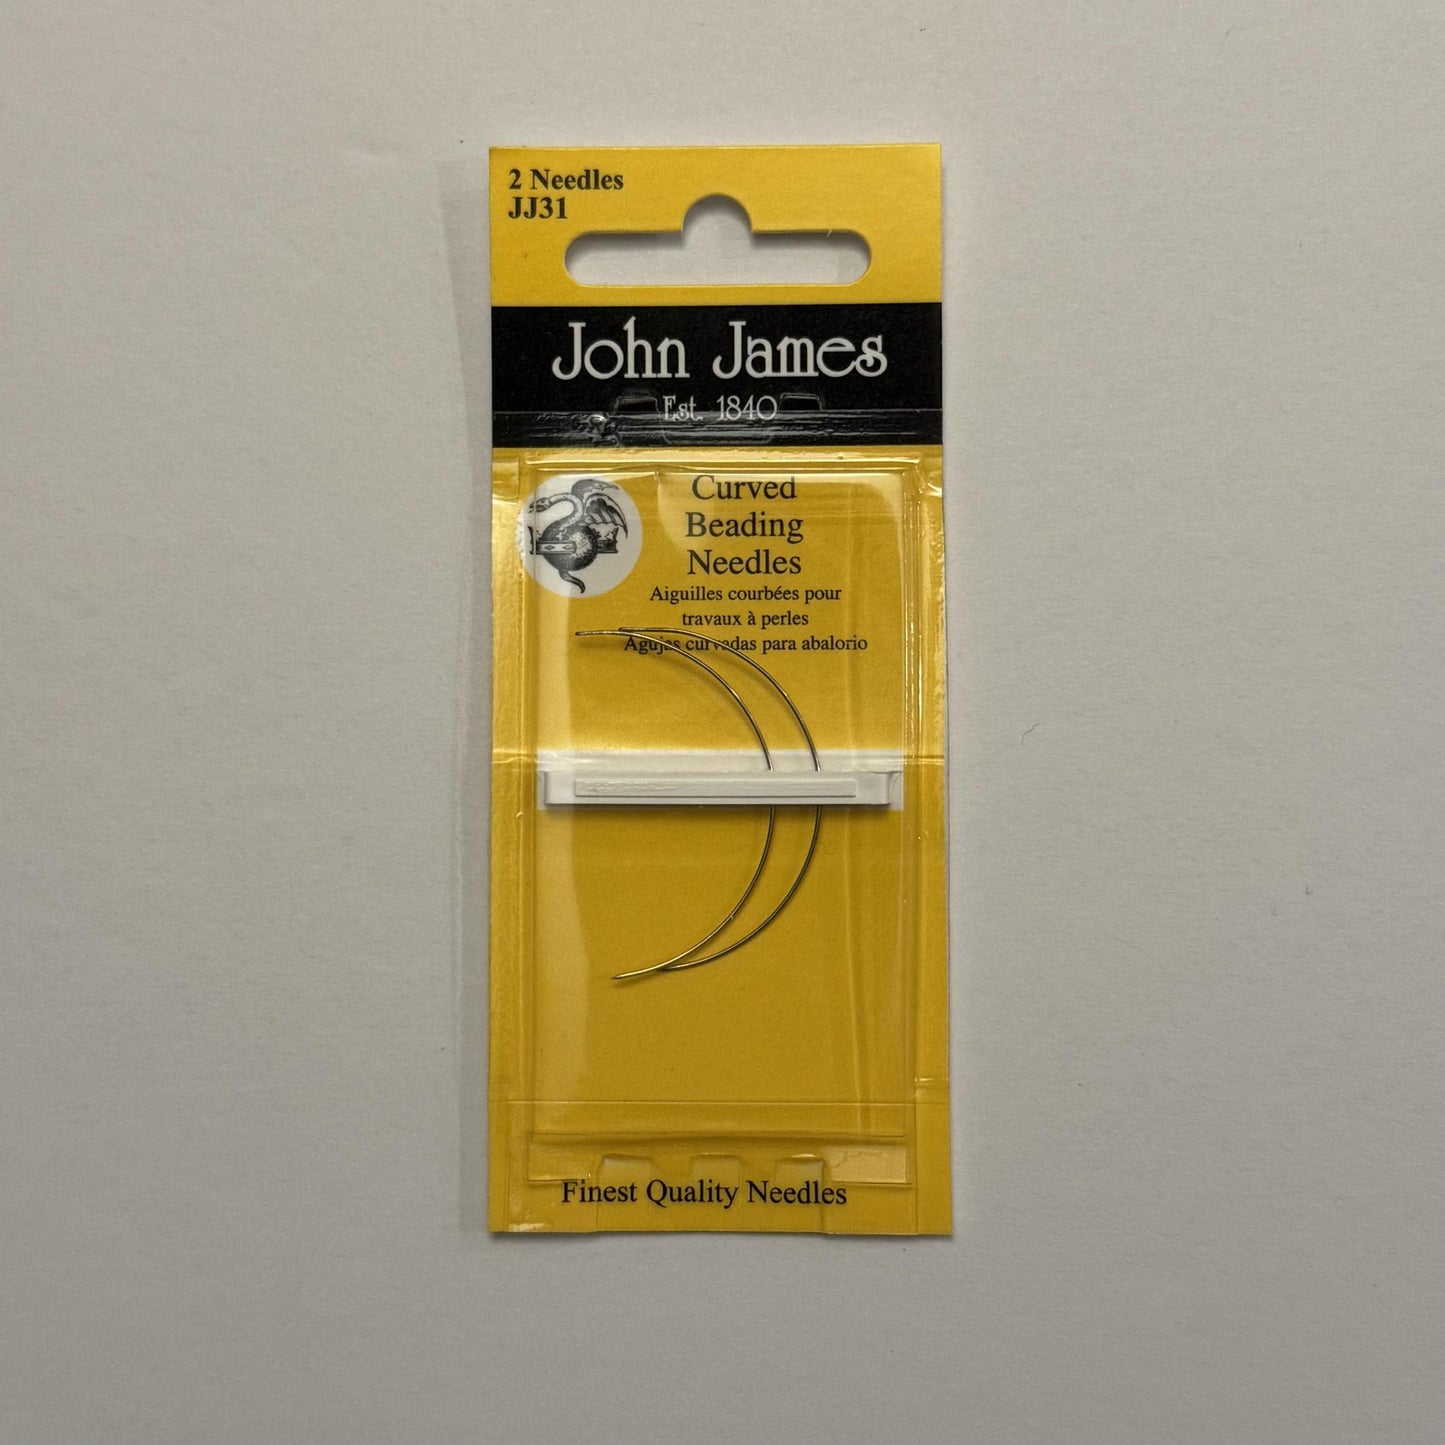 2 Needles
JJ31
John James
Est. 1840
Curved
Beading
Needles
Aiguilles courbées pour
travaux à perles
Agujas curvadas para abalorio
Finest Quality Needles